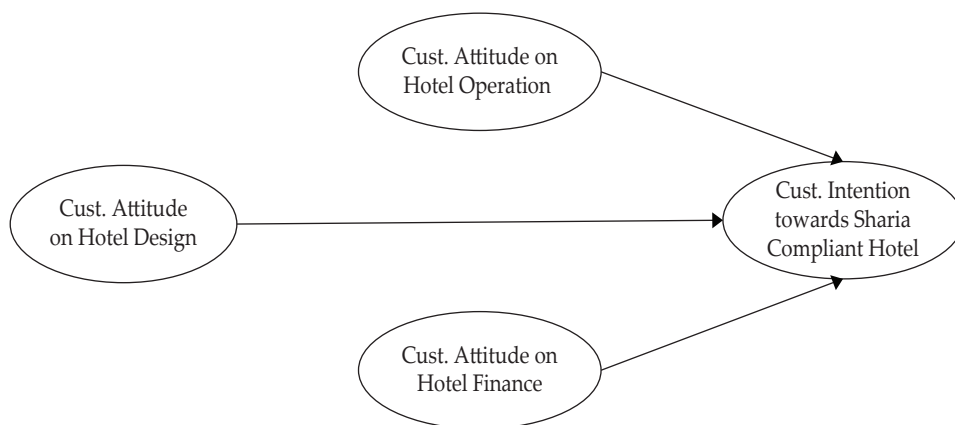 Cust. Attitude on
Hotel Operation
Cust. Attitude
on Hotel Design
Cust. Intention
towards Sharia
Compliant Hotel
Cust. Attitude on
Hotel Finance